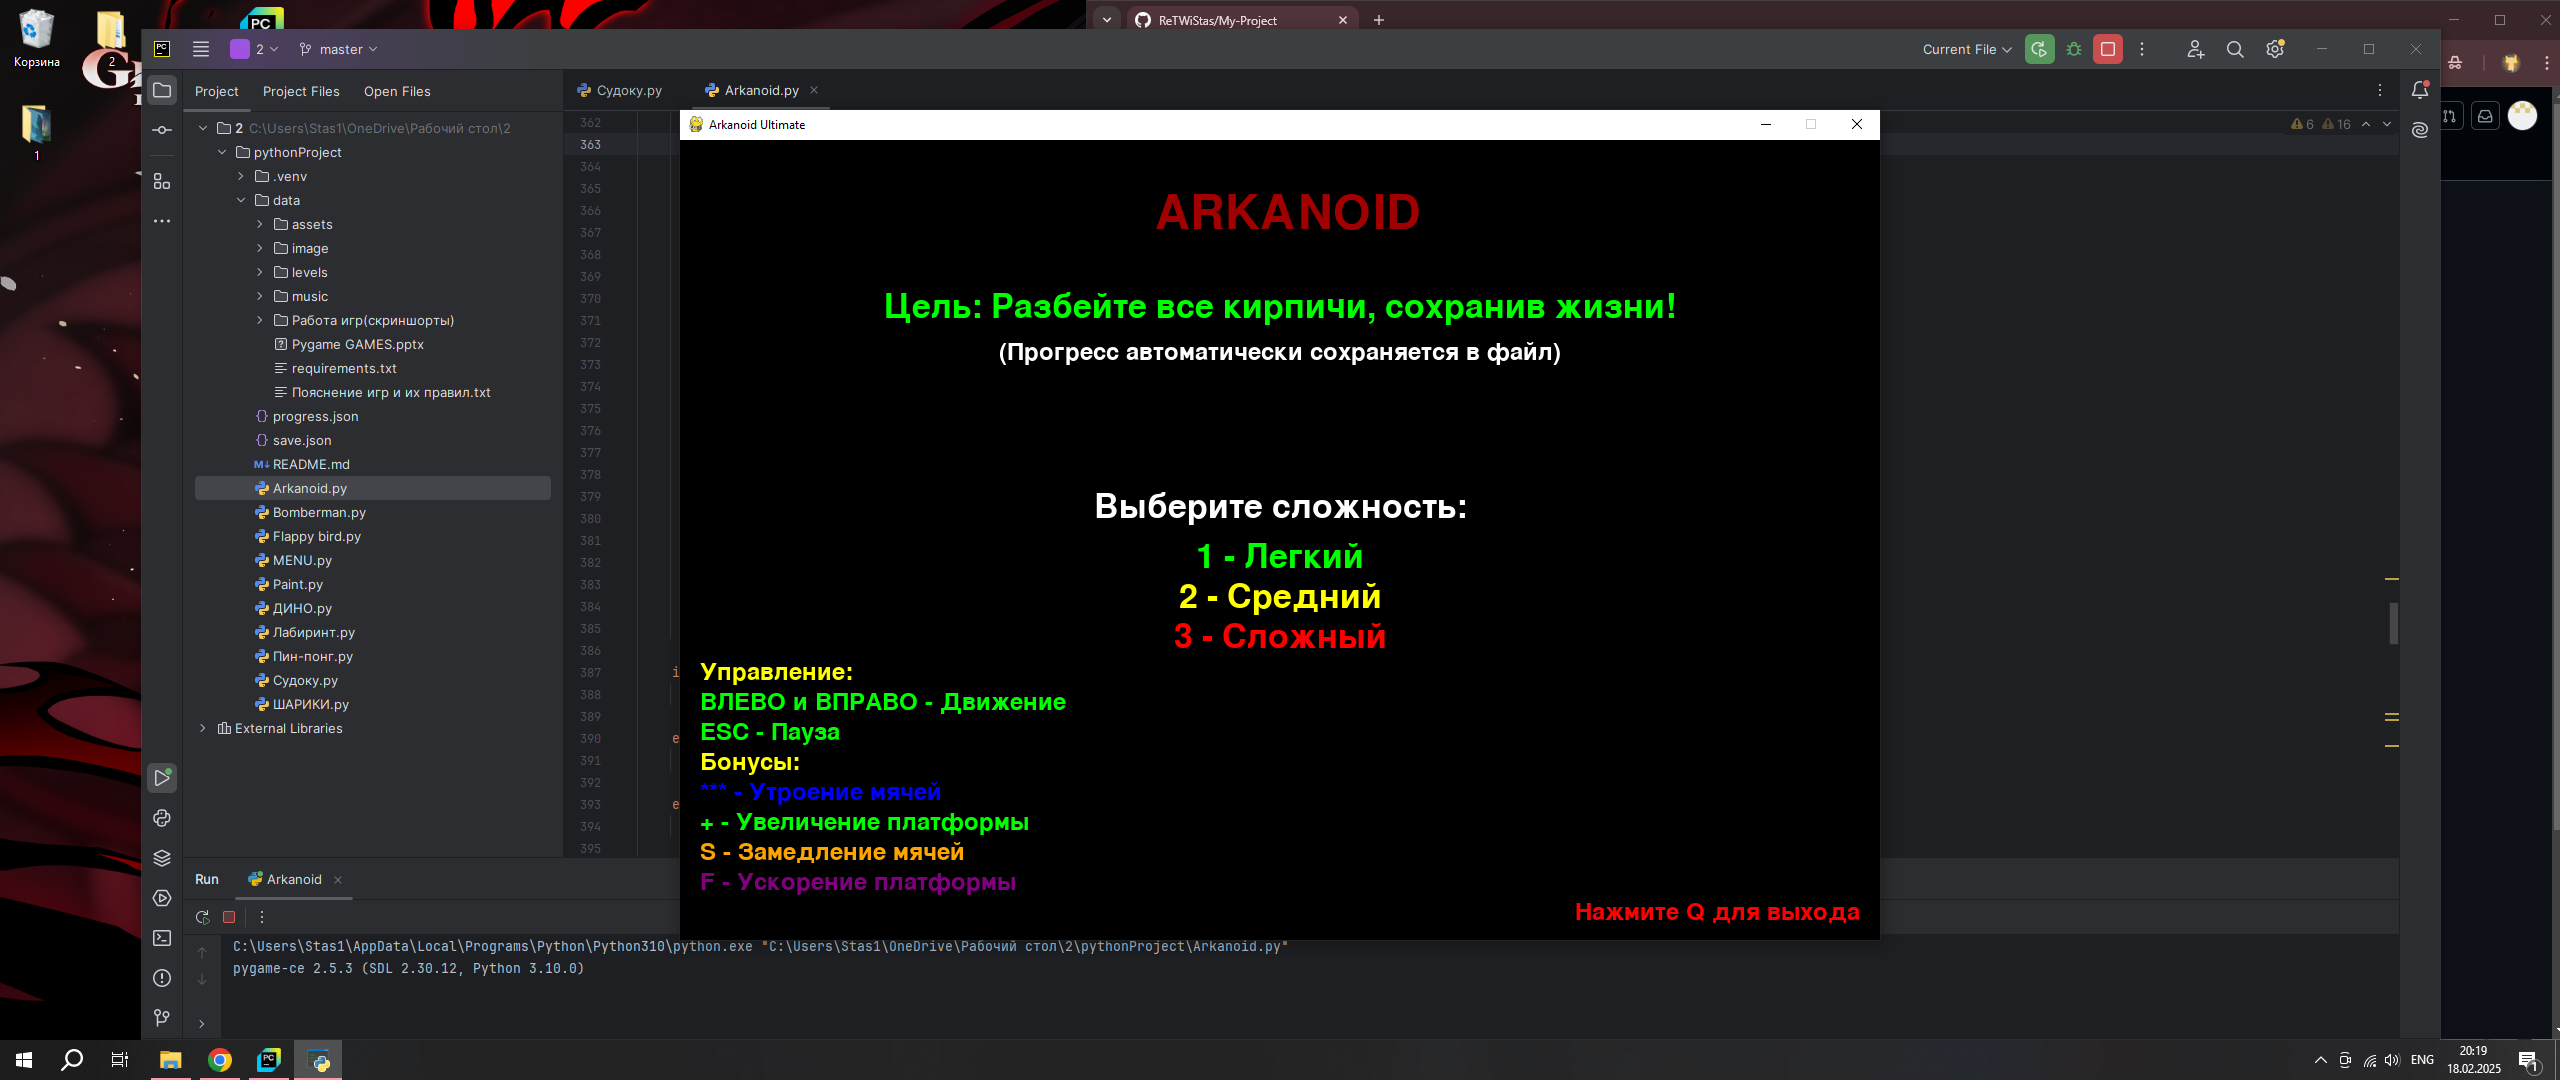 ReTWiStas/My-Project
Корзина
2
1
PC
2
master
Current File
Project
Project Files
Open Files
Судоку.py
Arkanoid.py
2 C:\Users\Stas1\OneDrive\Рабочий стол\2
pythonProject
.venv
data
assets
image
levels
music
Работа игр(скриншорты)
Pygame GAMES.pptx
requirements.txt
Пояснение игр и их правил.txt
progress.json
save.json
README.md
Arkanoid.py
Bomberman.py
Flappy bird.py
MENU.py
Paint.py
ДИНО.py
Лабиринт.py
Пин-понг.py
Судоку.py
ШАРИКИ.py
External Libraries
362
363
364
365
366
367
368
369
370
371
372
373
374
375
376
377
378
379
380
381
382
383
384
385
386
387
388
389
390
391
392
393
394
395
i
e
e
6
16
Arkanoid Ultimate
ARKANOID
Цель: Разбейте все кирпичи, сохранив жизни!
(Прогресс автоматически сохраняется в файл)
Выберите сложность:
1 - Легкий
2 - Средний
3 - Сложный
Управление:
ВЛЕВО и ВПРАВО - Движение
ESC - Пауза
Бонусы:
*** - Утроение мячей
+ - Увеличение платформы
S - Замедление мячей
F - Ускорение платформы
Нажмите Q для выхода
Run
Arkanoid
C:\Users\Stas1\AppData\Local\Programs\Python\Python310\python.exe "C:\Users\Stas1\OneDrive\Рабочий стол\2\pythonProject\Arkanoid.py"
pygame-ce 2.5.3 (SDL 2.30.12, Python 3.10.0)
ENG
20:19
18.02.2025
1